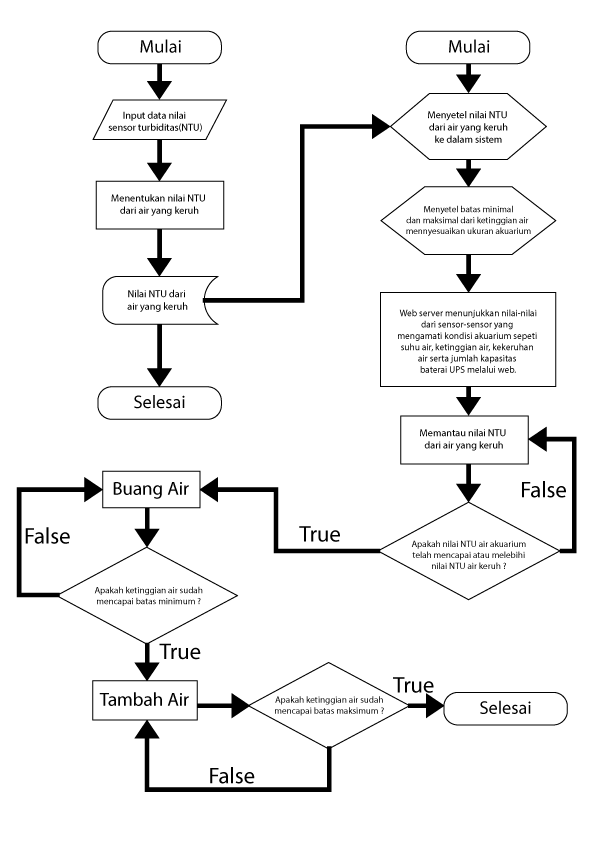 Mulai
Input data nilai
sensor turbiditas(NTU)
Menentukan nilai NTU
dari air yang keruh
Nilai NTU dari
air yang keruh
Selesai
Mulai
Menyetel nilai NTU
dari air yang keruh
ke dalam sistem
Menyetel batas minimal
dan maksimal dari ketinggian air
mennyesuaikn ukuran akuarium
Web server menunjukkan nilai-nilai
dari sensor-sensor yang
mengamati kondisi akuarium sepeti
suhu air, ketinggian air, kekeruhan
air serta jumlah kapasitas
baterai UPS melalui web.
Memantau nilai NTU
dari air yang keruh
False
Apakah nilai NTU air akuarium
telah mencapai atau melebihi
nilai NTU air keruh ?
True
Buang Air
False
Apakah ketinggian air sudah
mencapai batas minimum ?
True
Tambah Air
Apakah ketinggian air sudah
mencapai batas maksimum ?
True
Selesai
False